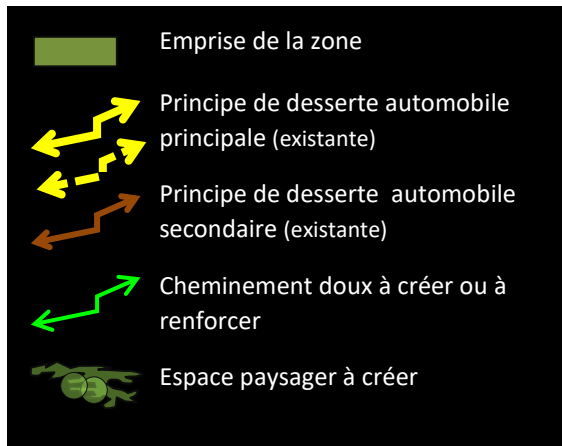 Emprise de la zone
Principe de desserte automobile
principale (existante)
Principe de desserte automobile
secondaire (existante)
Cheminement doux à créer ou à
renforcer
Espace paysager à créer